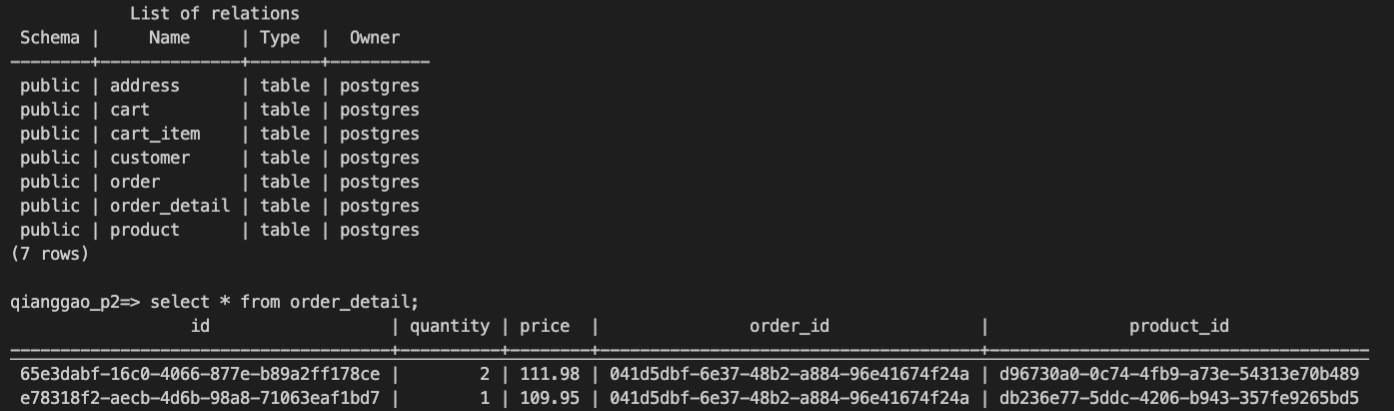 List of relations
Schema | Name | Type | Owner
--------+--------------+-------+----------
public | address | table | postgres
public | cart | table | postgres
public | cart_item | table | postgres
public | customer | table | postgres
public | order | table | postgres
public | order_detail | table | postgres
public | product | table | postgres
(7 rows)
qianggao_p2=> select * from order_detail;
id | quantity | price | order_id | product_id
--------------------------------------+----------+--------+--------------------------------------+--------------------------------------
65e3dabf-16c0-4066-877e-b89a2ff178ce | 2 | 111.98 | 041d5dbf-6e37-48b2-a884-96e41674f24a | d96730a0-0c74-4fb9-a73e-54313e70b489
e78318f2-aecb-4d6b-98a8-71063eaf1bd7 | 1 | 109.95 | 041d5dbf-6e37-48b2-a884-96e41674f24a | db236e77-5ddc-4206-b943-357fe9265bd5